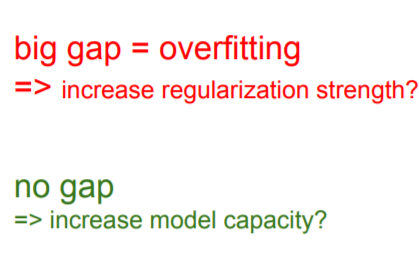 big gap = overfitting
=> increase regularization strength?
no gap
=> increase model capacity?